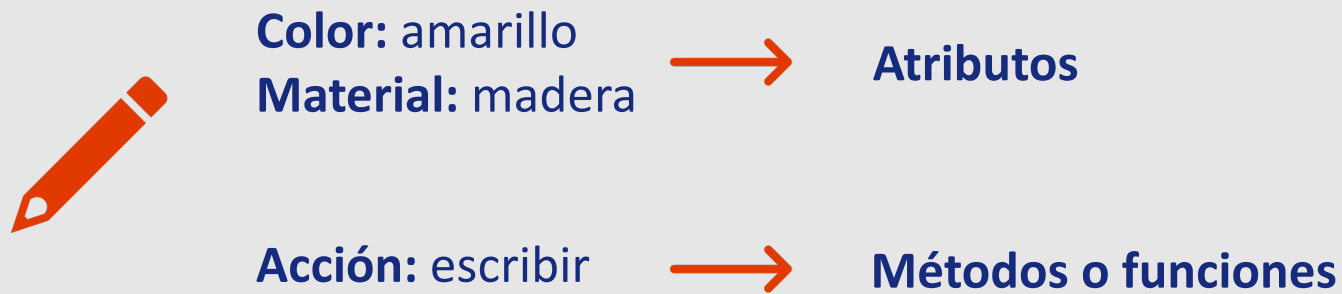 Color: amarillo
Material: madera
Atributos
Acción: escribir
Métodos o funciones